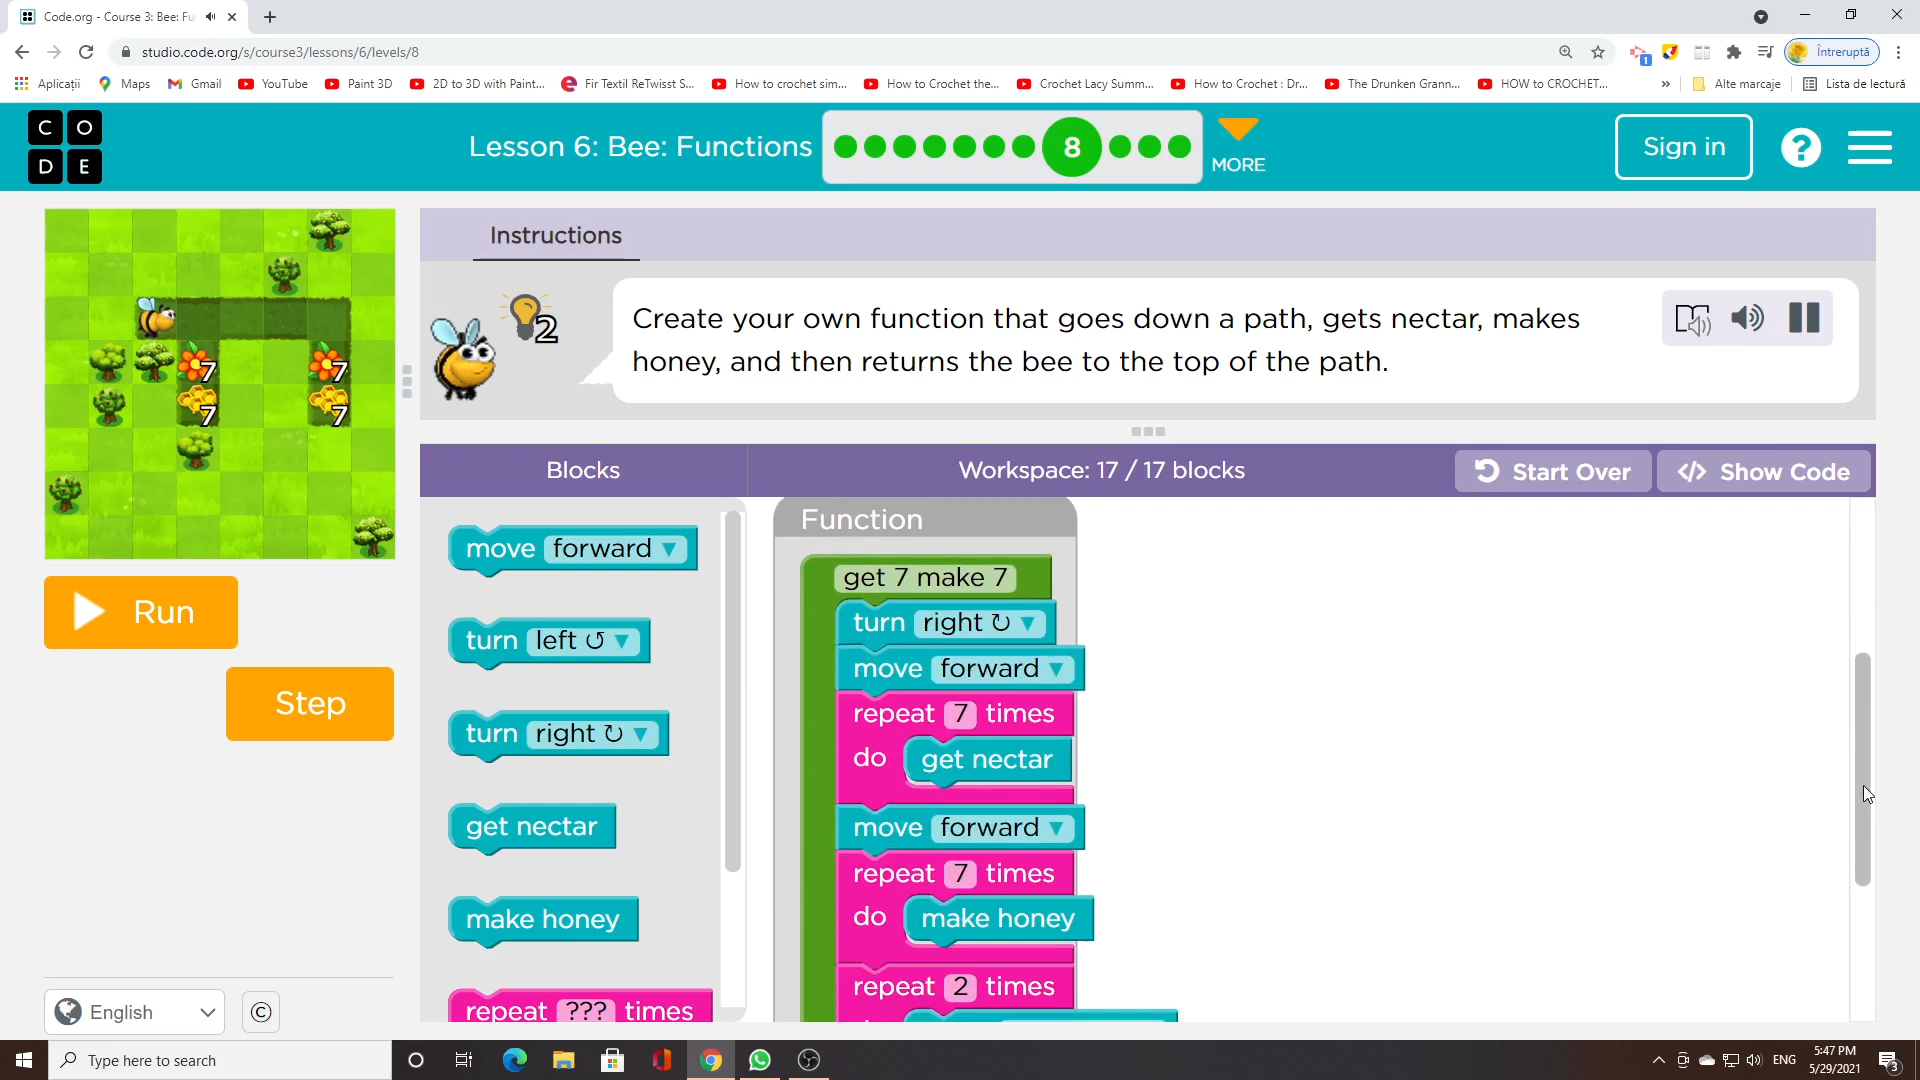 Code.org - Course 3: Bee: Fu
studio.code.org/s/course3/lessons/6/levels/8
1
Întreruptă
Aplicații
Maps
Gmail
YouTube
Paint 3D
2D to 3D with Paint...
Fir Textil ReTwisst S...
How to crochet sim...
How to Crochet the...
Crochet Lacy Summ...
How to Crochet : Dr...
The Drunken Grann...
HOW to CROCHET...
»
Alte marcaje
Lista de lectură
C O
D E
Lesson 6: Bee: Functions
8
MORE
Sign in
?
7 7
7 7
Run
Step
Instructions
2
Create your own function that goes down a path, gets nectar, makes
honey, and then returns the bee to the top of the path.
Blocks
Workspace: 17 / 17 blocks
Start Over
</> Show Code
move forward
turn left ↺
turn right ↻
get nectar
make honey
repeat ??? times
Function
get 7 make 7
turn right ↻
move forward
repeat 7 times
do get nectar
move forward
repeat 7 times
do make honey
repeat 2 times
English
©
Type here to search
ENG
5:47 PM
5/29/2021
3